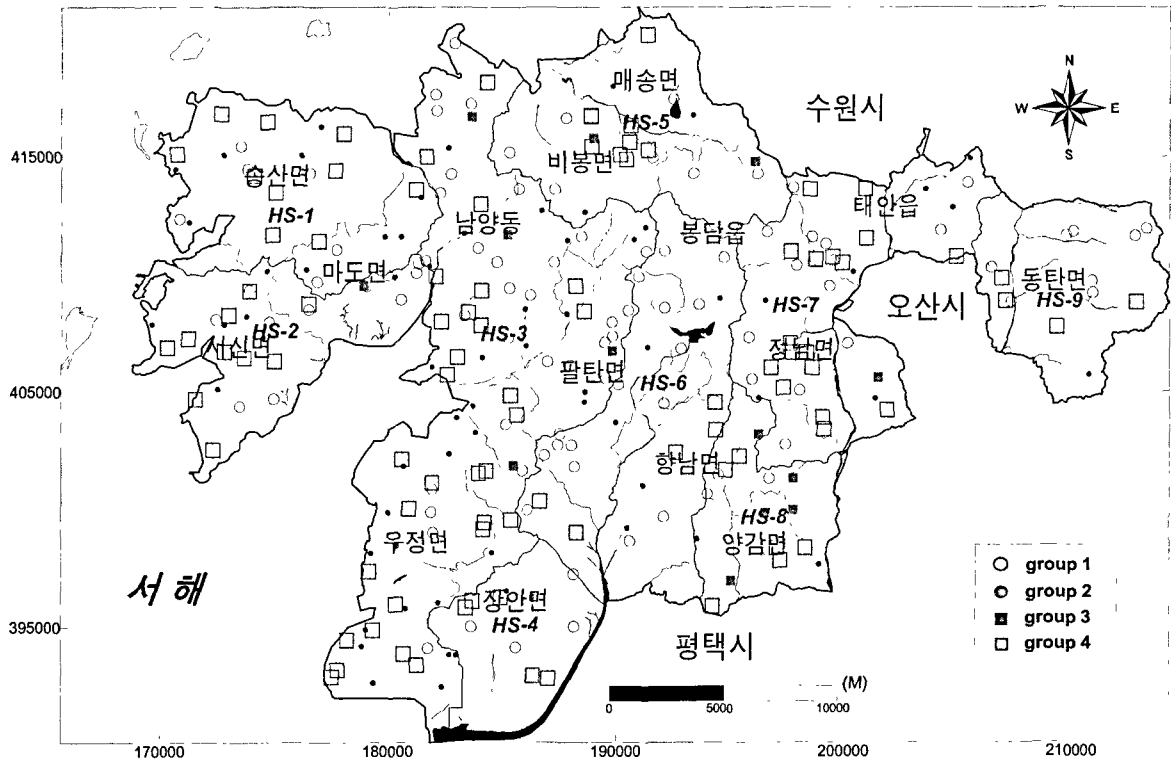 매송면
수원시
N
W E
S
415000
HS-5
비봉면
송산면
HS-1
남양동
봉담읍
태안읍
마도면
동탄면
HS-9
HS-7
오산시
HS-2
서신면
HS-3
정남면
팔탄면
HS-6
405000
향남면
HS-8
양감면
우정면
서해
장안면
HS-4
395000
평택시
group 1
group 2
group 3
group 4
(M)
0 5000 10000
170000 180000 190000 200000 210000